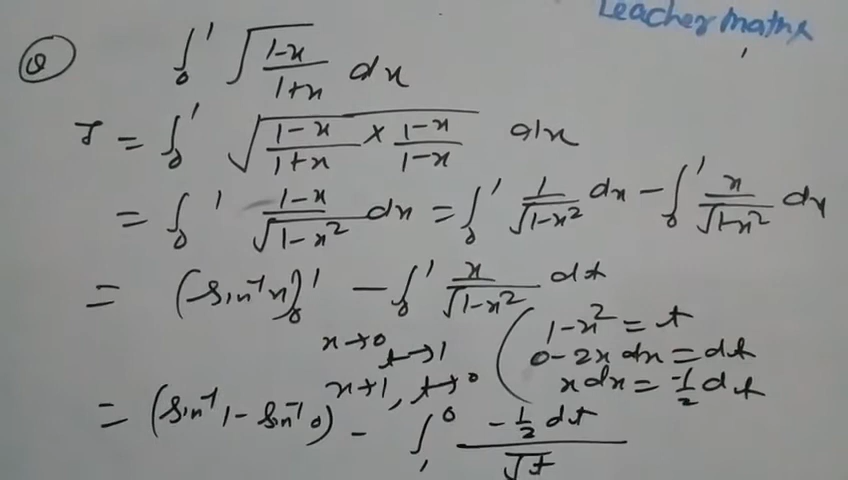 Teacher maths
Q ∫₀¹ √((1-x)/(1+x)) dx
I = ∫₀¹ √((1-x)/(1+x) × (1-x)/(1-x)) dx
= ∫₀¹ (1-x)/√(1-x²) dx = ∫₀¹ 1/√(1-x²) dx - ∫₀¹ x/√(1-x²) dx
= (sin⁻¹x)₀¹ - ∫₀¹ x/√(1-x²) dt
1-x² = t
x→0 t→1
0-2x dx = dt
x→1, t→0
x dx = -1/2 dt
= (sin⁻¹1 - sin⁻¹0) - ∫₁⁰ (-1/2 dt)/√t